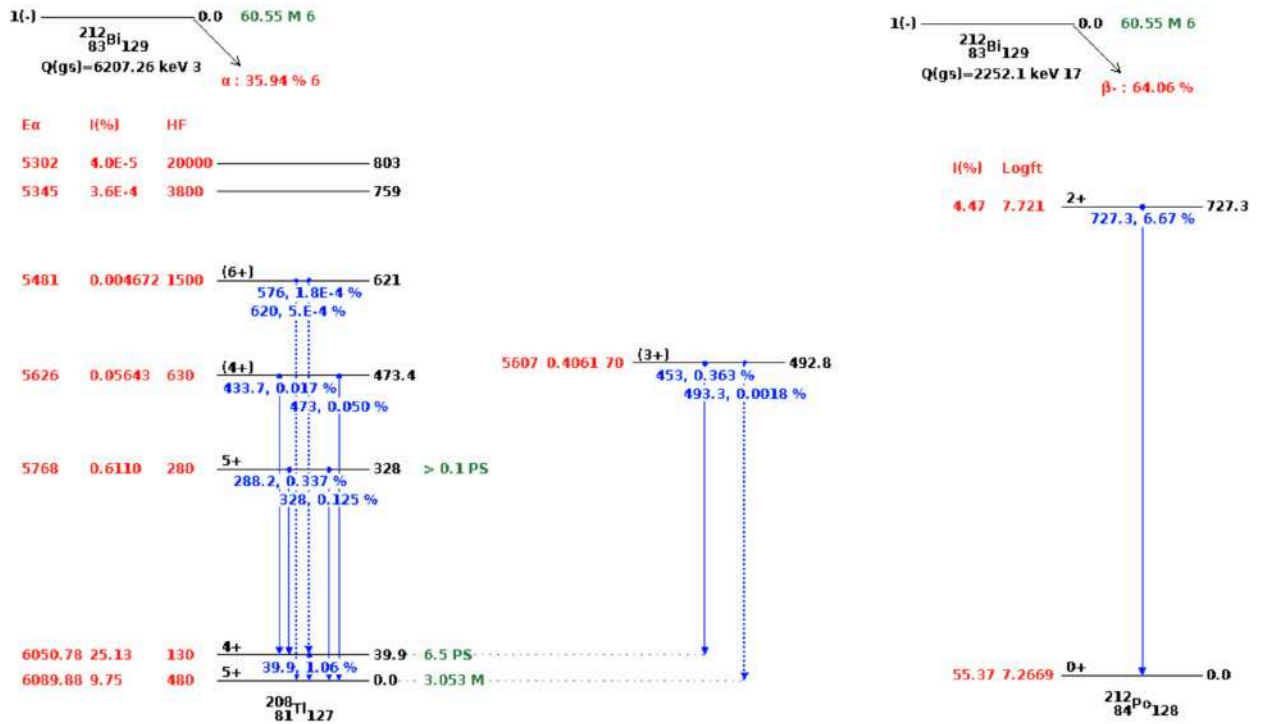 1(-) 0.0 60.55 M 6
212 83 Bi 129
Q(gs)=6207.26 keV 3
α : 35.94 % 6
Eα I(%) HF
5302 4.0E-5 20000 803
5345 3.6E-4 3800 759
5481 0.004672 1500 (6+) 621
576, 1.8E-4 %
620, 5.E-4 %
5626 0.05643 630 (4+) 473.4
433.7, 0.017 %
473, 0.050 %
5768 0.6110 280 5+ 328 > 0.1 PS
288.2, 0.337 %
328, 0.125 %
6050.78 25.13 130 4+ 39.9 6.5 PS
39.9, 1.06 %
6089.88 9.75 480 5+ 0.0 3.053 M
208 81 Tl 127
5607 0.4061 70 (3+) 492.8
453, 0.363 %
493.3, 0.0018 %
1(-) 0.0 60.55 M 6
212 83 Bi 129
Q(gs)=2252.1 keV 17
β- : 64.06 %
I(%) Logft
4.47 7.721 2+ 727.3
727.3, 6.67 %
55.37 7.2669 0+ 0.0
212 84 Po 128